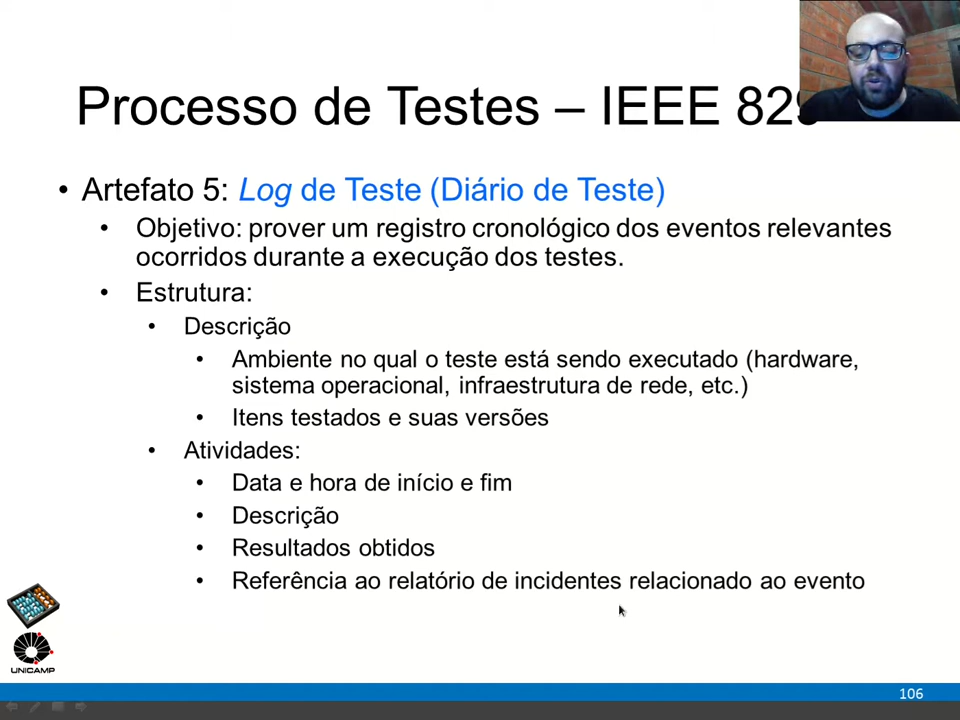 Processo de Testes – IEEE 829
• Artefato 5: Log de Teste (Diário de Teste)
• Objetivo: prover um registro cronológico dos eventos relevantes
ocorridos durante a execução dos testes.
• Estrutura:
• Descrição
• Ambiente no qual o teste está sendo executado (hardware,
sistema operacional, infraestrutura de rede, etc.)
• Itens testados e suas versões
• Atividades:
• Data e hora de início e fim
• Descrição
• Resultados obtidos
• Referência ao relatório de incidentes relacionado ao evento
UNICAMP
106